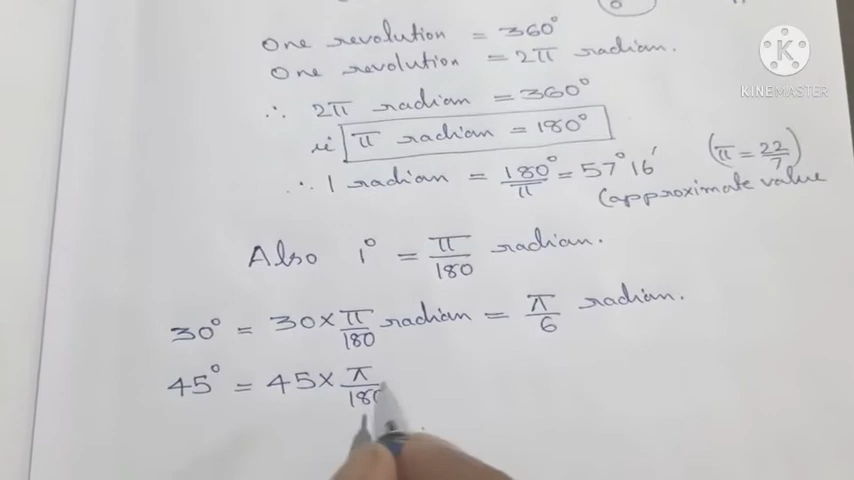 One revolution = 360°
One revolution = 2π radian.
∴ 2π radian = 360°
ie π radian = 180°
∴ 1 radian = 180°/π = 57° 16′ (π = 22/7)
(approximate value
Also 1° = π/180 radian.
30° = 30 × π/180 radian = π/6 radian.
45° = 45 × π/180
KINEMASTER